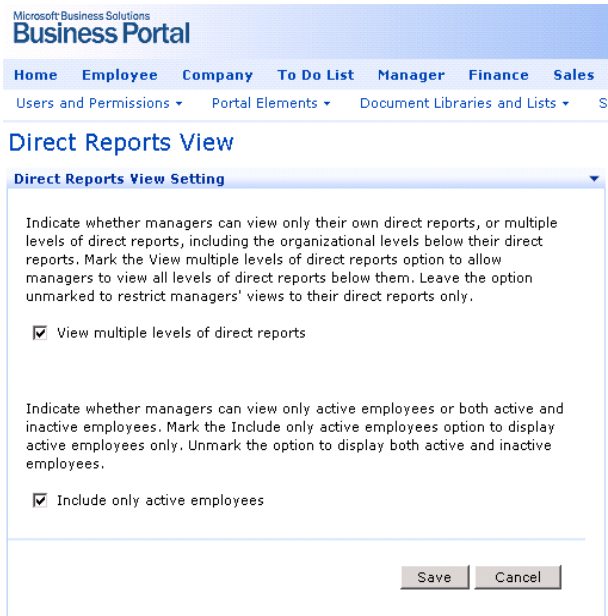 Microsoft Business Solutions
Business Portal
Home Employee Company To Do List Manager Finance Sales
Users and Permissions Portal Elements Document Libraries and Lists S
Direct Reports View
Direct Reports View Setting
Indicate whether managers can view only their own direct reports, or multiple
levels of direct reports, including the organizational levels below their direct
reports. Mark the View multiple levels of direct reports option to allow
managers to view all levels of direct reports below them. Leave the option
unmarked to restrict managers' views to their direct reports only.
View multiple levels of direct reports
Indicate whether managers can view only active employees or both active and
inactive employees. Mark the Include only active employees option to display
active employees only. Unmark the option to display both active and inactive
employees.
Include only active employees
Save Cancel